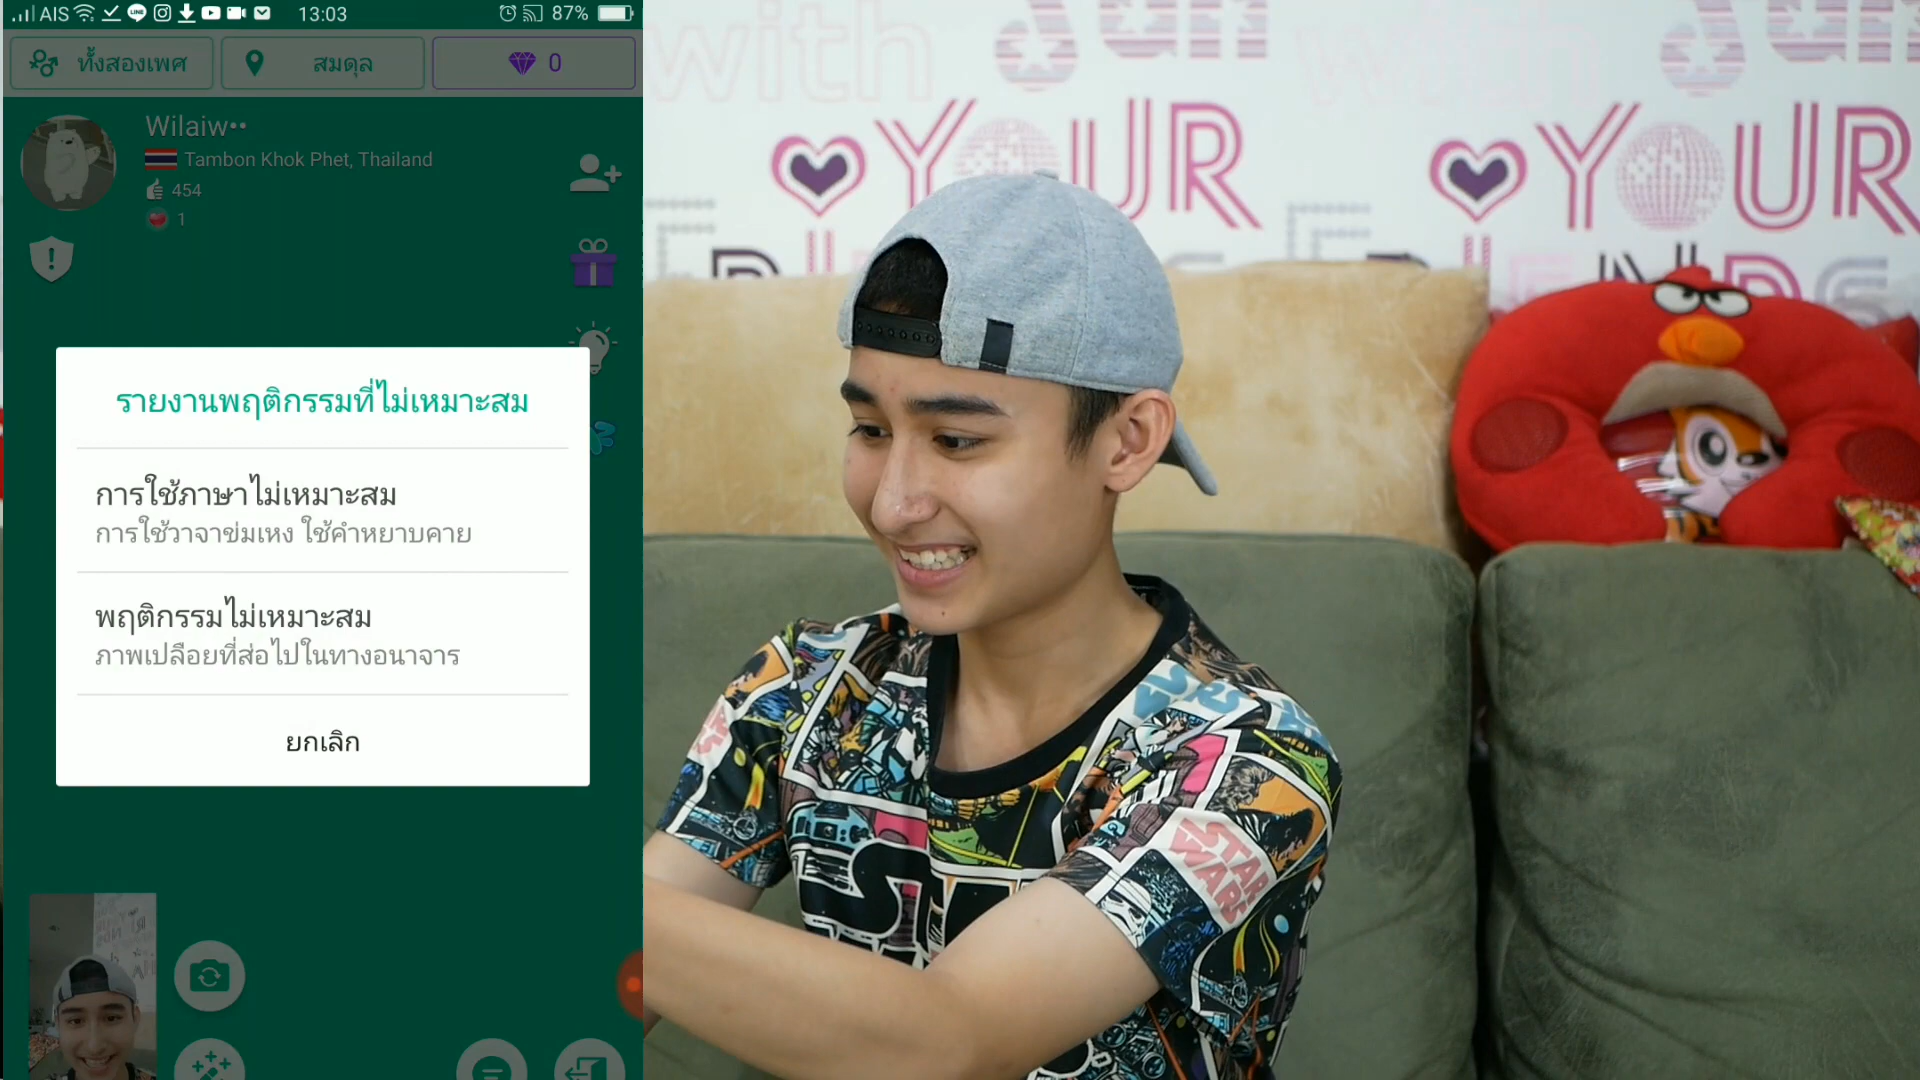 AIS 13:03 87%
ทั้งสองเพศ สมดุล 0
Wilaiw••
Tambon Khok Phet, Thailand
454
1
รายงานพฤติกรรมที่ไม่เหมาะสม
การใช้ภาษาไม่เหมาะสม
การใช้วาจาข่มเหง ใช้คำหยาบคาย
พฤติกรรมไม่เหมาะสม
ภาพเปลือยที่ส่อไปในทางอนาจาร
ยกเลิก
with
YOUR YOUR
STAR
WARS